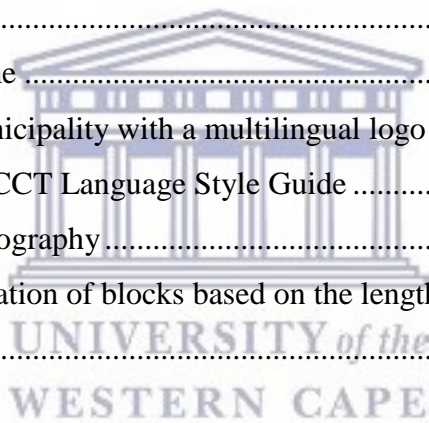 ..........................................................
ne ..........................................................
nicipality with a multilingual logo
CCT Language Style Guide ..............
ography ..........................................
ation of blocks based on the length
UNIVERSITY of the
..........................................................
WESTERN CAPE